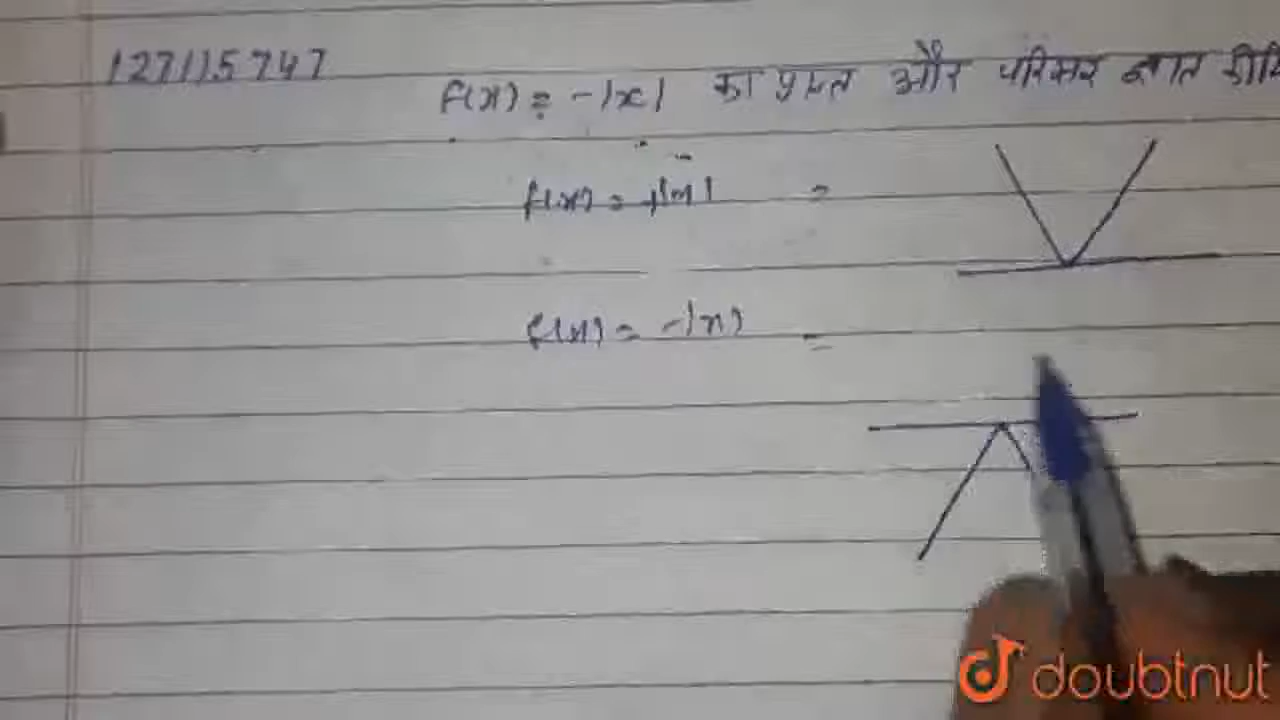 127115747
f(x) = -|x| का प्रान्त और परिसर ज्ञात कीजि
f(x) = +|x| =
f(x) = -|x| =
doubtnut